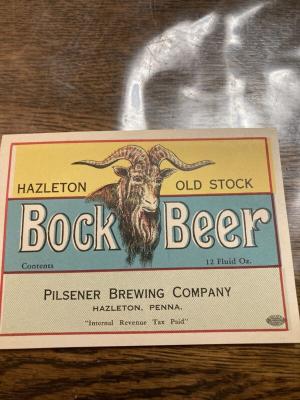 HAZLETON OLD STOCK
Bock Beer
Contents 12 Fluid Oz.
PILSENER BREWING COMPANY
HAZLETON, PENNA.
"Internal Revenue Tax Paid"